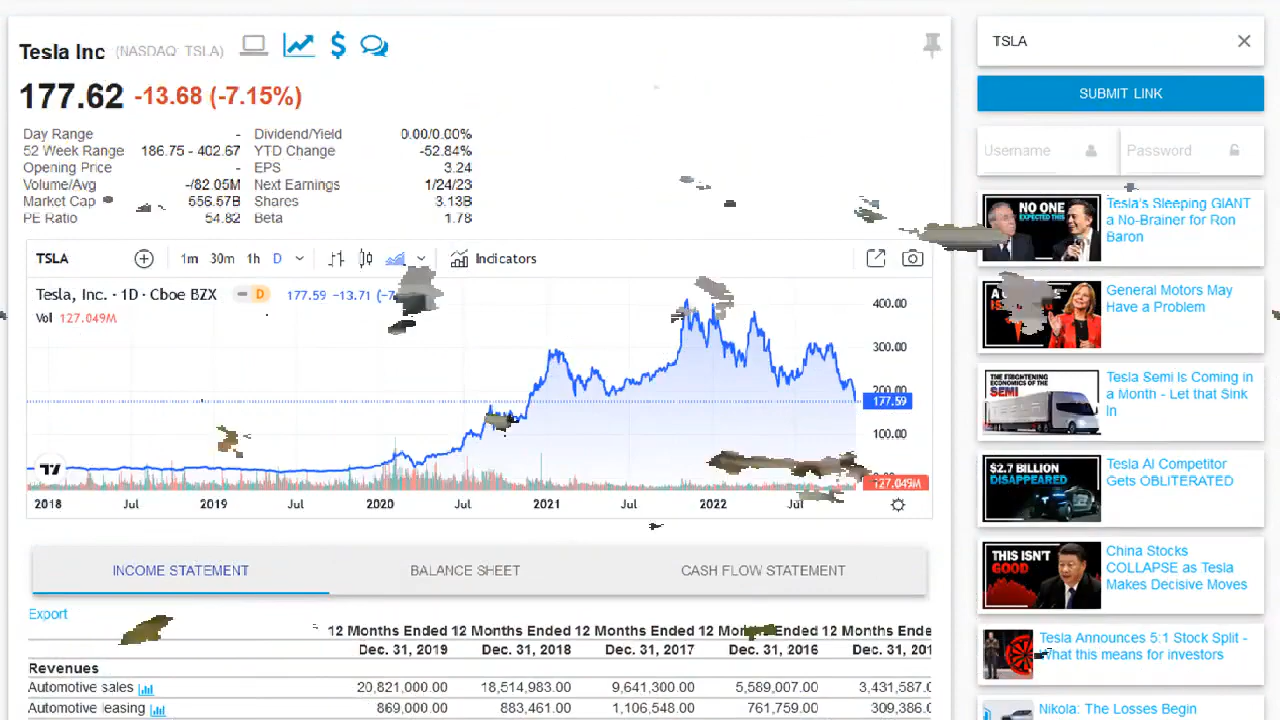 Tesla Inc (NASDAQ: TSLA)
177.62 -13.68 (-7.15%)
Day Range - Dividend/Yield 0.00/0.00%
52 Week Range 186.75 - 402.67 YTD Change -52.84%
Opening Price - EPS 3.24
Volume/Avg -/82.05M Next Earnings 1/24/23
Market Cap 556.57B Shares 3.13B
PE Ratio 54.82 Beta 1.78
TSLA 1m 30m 1h D Indicators
Tesla, Inc. · 1D · Cboe BZX D 177.59 -13.71 (-7
Vol 127.049M
400.00
300.00
200.00
177.59
100.00
127.049M
2018 Jul 2019 Jul 2020 Jul 2021 Jul 2022 Jul
INCOME STATEMENT BALANCE SHEET CASH FLOW STATEMENT
Export
12 Months Ended 12 Months Ended 12 Months Ended 12 Months Ended 12 Months Ende
Dec. 31, 2019 Dec. 31, 2018 Dec. 31, 2017 Dec. 31, 2016 Dec. 31, 201
Revenues
Automotive sales 20,821,000.00 18,514,983.00 9,641,300.00 5,589,007.00 3,431,587.0
Automotive leasing 869,000.00 883,461.00 1,106,548.00 761,759.00 309,386.0
TSLA
SUBMIT LINK
Username Password
NO ONE
EXPECTED THIS
Tesla's Sleeping GIANT
a No-Brainer for Ron
Baron
General Motors May
Have a Problem
THE FRIGHTENING
ECONOMICS OF THE
SEMI
Tesla Semi Is Coming in
a Month - Let that Sink
In
$2.7 BILLION
DISAPPEARED
Tesla AI Competitor
Gets OBLITERATED
THIS ISN'T
GOOD
China Stocks
COLLAPSE as Tesla
Makes Decisive Moves
Tesla Announces 5:1 Stock Split -
What this means for investors
Nikola: The Losses Begin